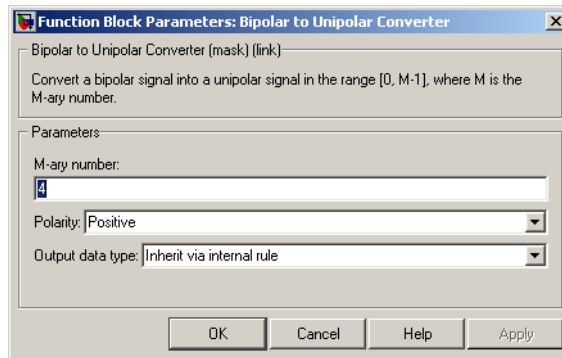 Function Block Parameters: Bipolar to Unipolar Converter
Bipolar to Unipolar Converter (mask) (link)
Convert a bipolar signal into a unipolar signal in the range [0, M-1], where M is the
M-ary number.
Parameters
M-ary number:
4
Polarity: Positive
Output data type: Inherit via internal rule
OK Cancel Help Apply